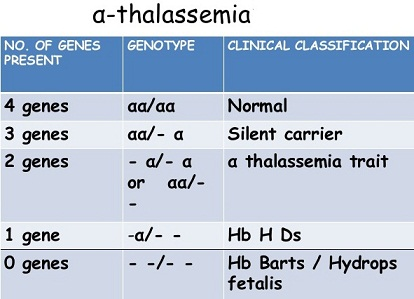 α-thalassemia
NO. OF GENES PRESENT GENOTYPE CLINICAL CLASSIFICATION
4 genes αα/αα Normal
3 genes αα/- α Silent carrier
2 genes - α/- α α thalassemia trait
or αα/-
-
1 gene -α/- - Hb H Ds
0 genes - -/- - Hb Barts / Hydrops
fetalis